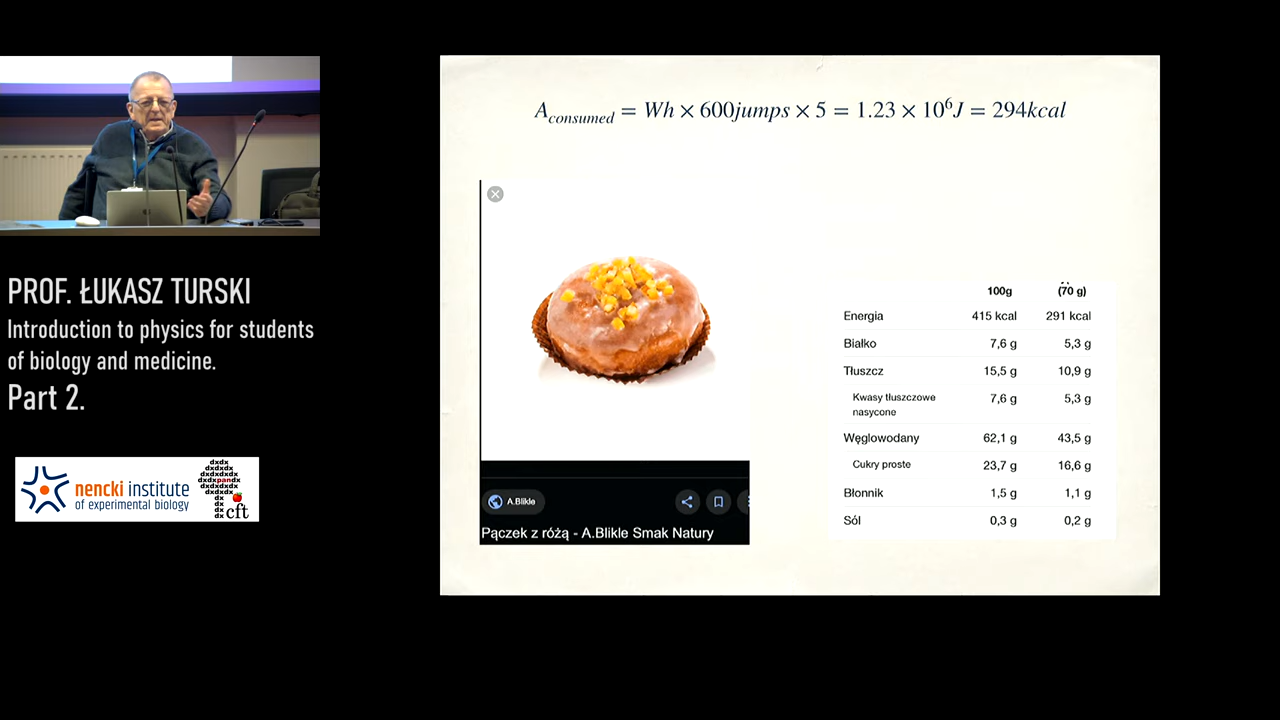 PROF. ŁUKASZ TURSKI
Introduction to physics for students
of biology and medicine.
Part 2.
nencki institute
of experimental biology
dxdx
dxdxdx
dxdxdxdx
dxdxpandx
dxdxdxdx
dxdxdx
dx
dx
dx
cft
A_consumed = Wh × 600jumps × 5 = 1.23 × 10⁶J = 294kcal
A.Blikle
Pączek z różą - A.Blikle Smak Natury
100g (70 g)
Energia 415 kcal 291 kcal
Białko 7,6 g 5,3 g
Tłuszcz 15,5 g 10,9 g
Kwasy tłuszczowe
nasycone 7,6 g 5,3 g
Węglowodany 62,1 g 43,5 g
Cukry proste 23,7 g 16,6 g
Błonnik 1,5 g 1,1 g
Sól 0,3 g 0,2 g